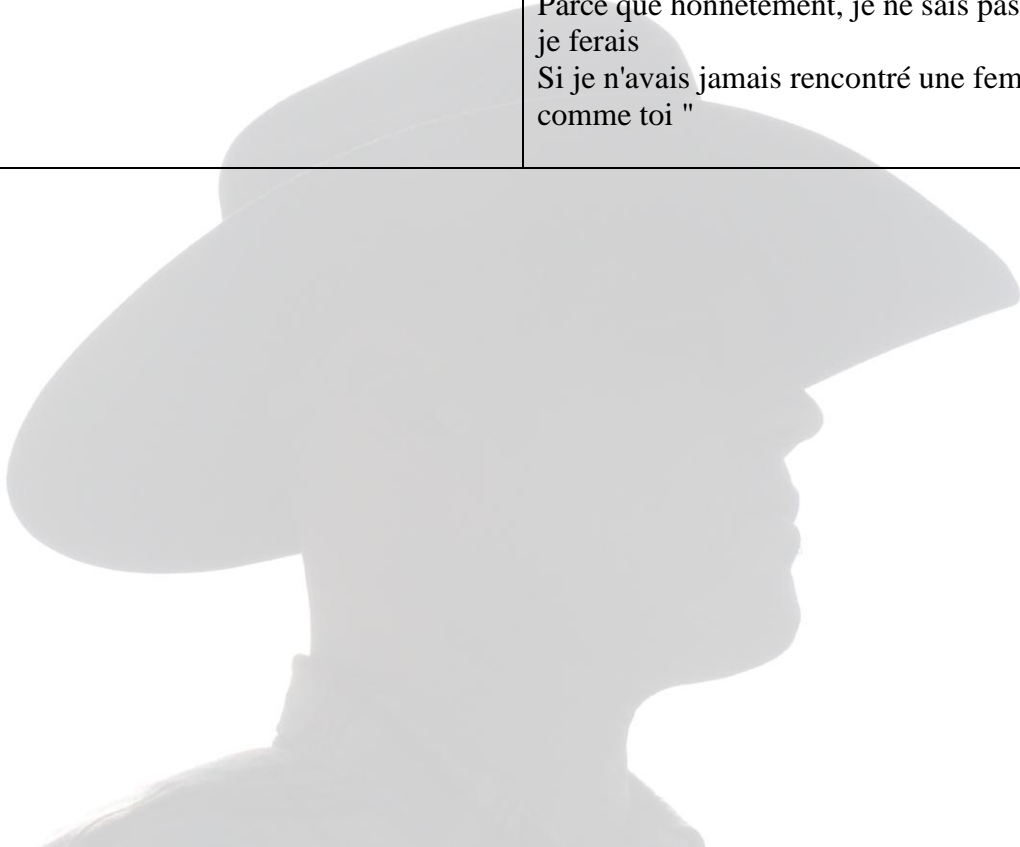 Parce que honnêtement, je ne sais pas
je ferais
Si je n'avais jamais rencontré une
comme toi "